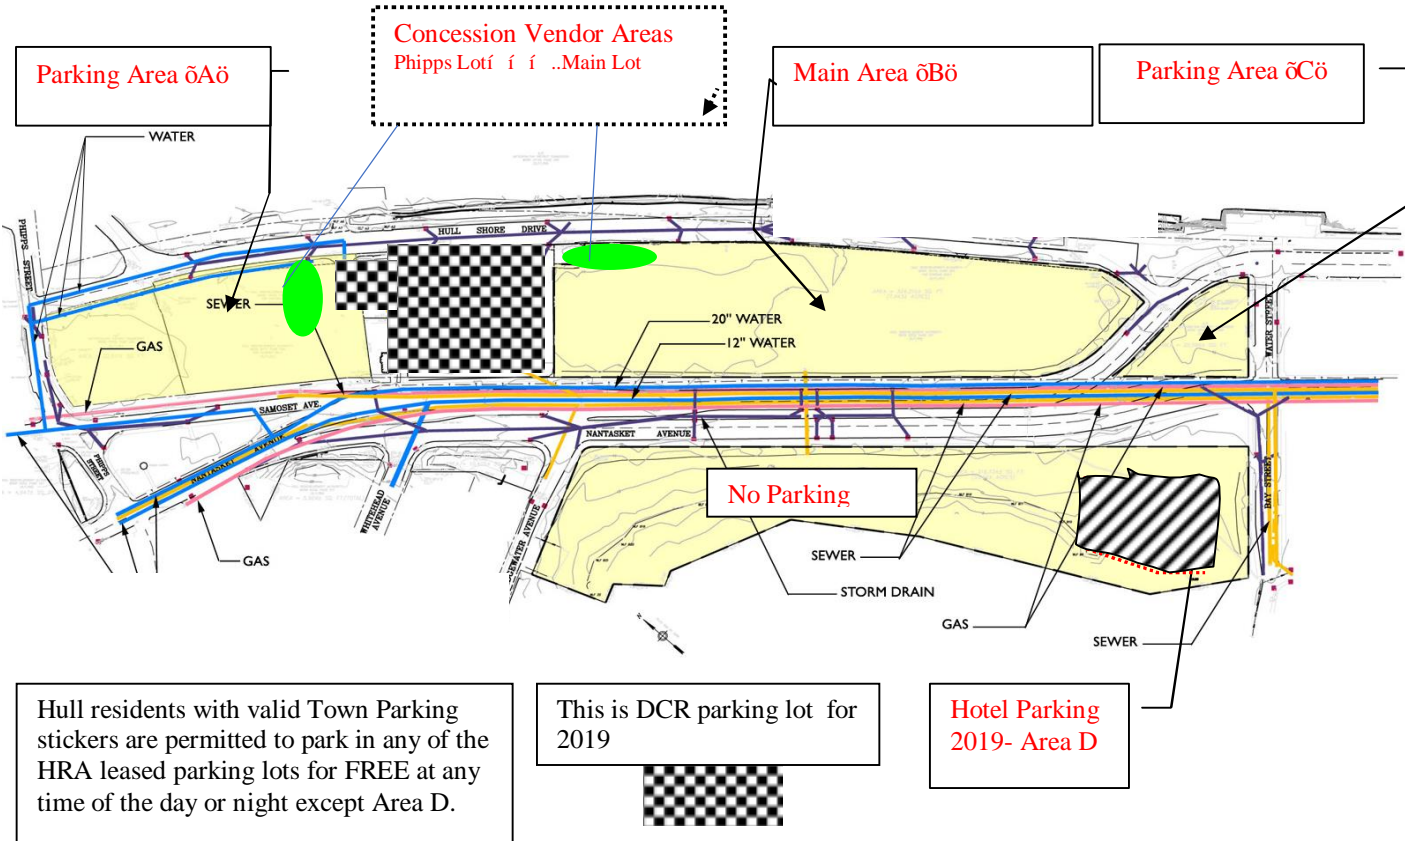 Concession Vendor Areas
Phipps Lotí í í ..Main Lot
Parking Area õAö
Main Area õBö
Parking Area õCö
WATER
PHIPPS STREET
HULL SHORE DRIVE
SEWER
GAS
20" WATER
12" WATER
WATER STREET
SAMOSET AVE.
NANTASKET AVENUE
NANTASKET AVENUE
PHIPPS STREET
WHITEHEAD AVENUE
EDGEWATER AVENUE
BAY STREET
No Parking
GAS
SEWER
STORM DRAIN
GAS
SEWER
Hull residents with valid Town Parking
stickers are permitted to park in any of the
HRA leased parking lots for FREE at any
time of the day or night except Area D.
This is DCR parking lot for
2019
Hotel Parking
2019- Area D